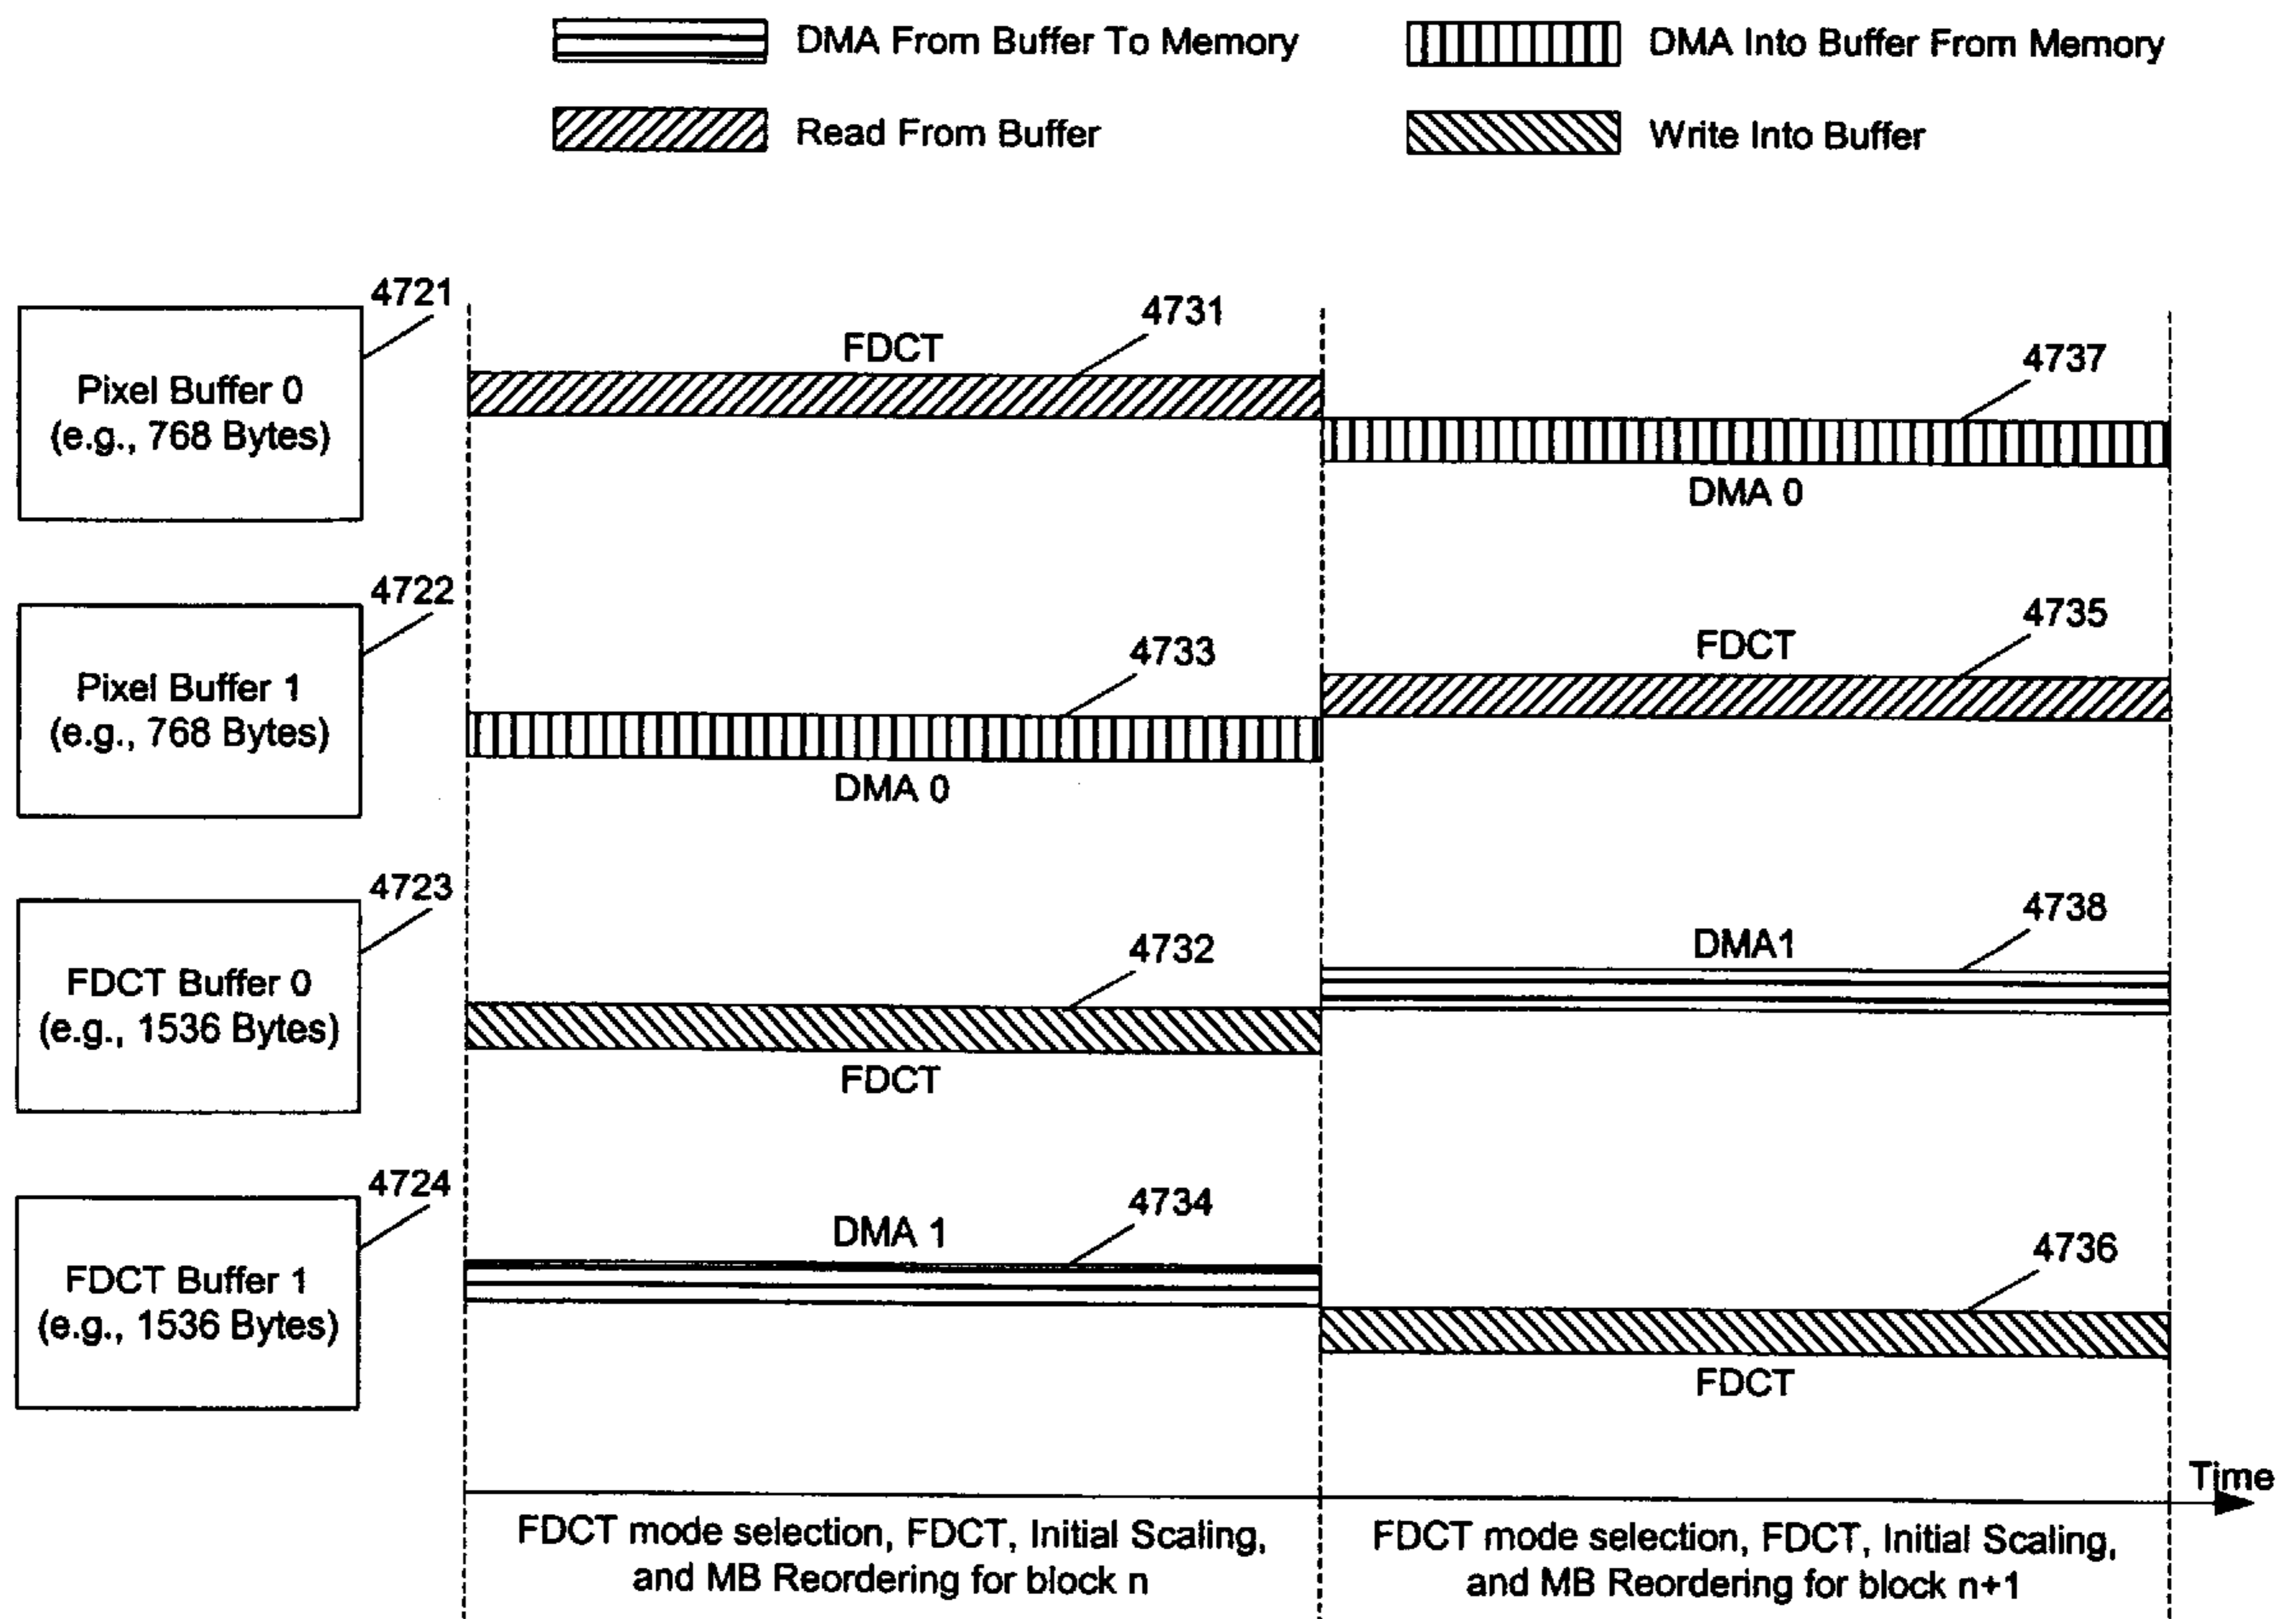 DMA From Buffer To Memory
DMA Into Buffer From Memory
Read From Buffer
Write Into Buffer
4721
Pixel Buffer 0
(e.g., 768 Bytes)
FDCT
4731
4737
DMA 0
4722
Pixel Buffer 1
(e.g., 768 Bytes)
4733
DMA 0
FDCT
4735
4723
FDCT Buffer 0
(e.g., 1536 Bytes)
4732
FDCT
DMA1
4738
4724
FDCT Buffer 1
(e.g., 1536 Bytes)
DMA 1
4734
4736
FDCT
Time
FDCT mode selection, FDCT, Initial Scaling,
and MB Reordering for block n
FDCT mode selection, FDCT, Initial Scaling,
and MB Reordering for block n+1